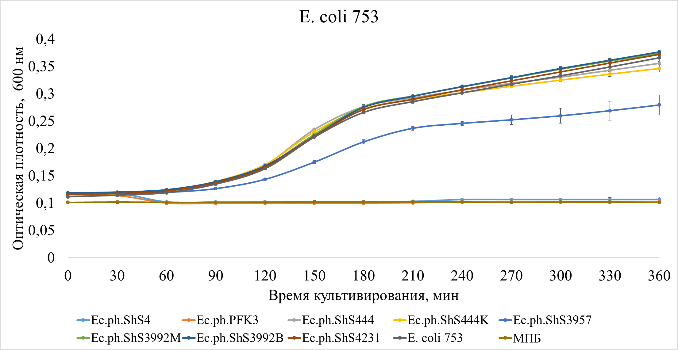 E. coli 753
Оптическая плотность, 600 нм
0,4
0,35
0,3
0,25
0,2
0,15
0,1
0,05
0
0 30 60 90 120 150 180 210 240 270 300 330 360
Время культивирования, мин
Ec.ph.ShS4 Ec.ph.PFK3 Ec.ph.ShS444 Ec.ph.ShS444K Ec.ph.ShS3957
Ec.ph.ShS3992M Ec.ph.ShS3992B Ec.ph.ShS4231 E. coli 753 МПБ